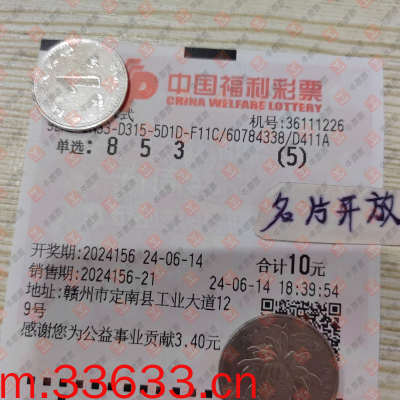 中国福利彩票
CHINA WELFARE LOTTERY
式
机号:36111226
-D315-5D1D-F11C/60784338/D411A
单选: 8 5 3 (5)
名片开放
开奖期:2024156 24-06-14
合计10元
销售期:2024156-21
24-06-14 18:39:54
地址:赣州市定南县工业大道12
9号
感谢您为公益事业贡献3.40元
m.33633.cn
1